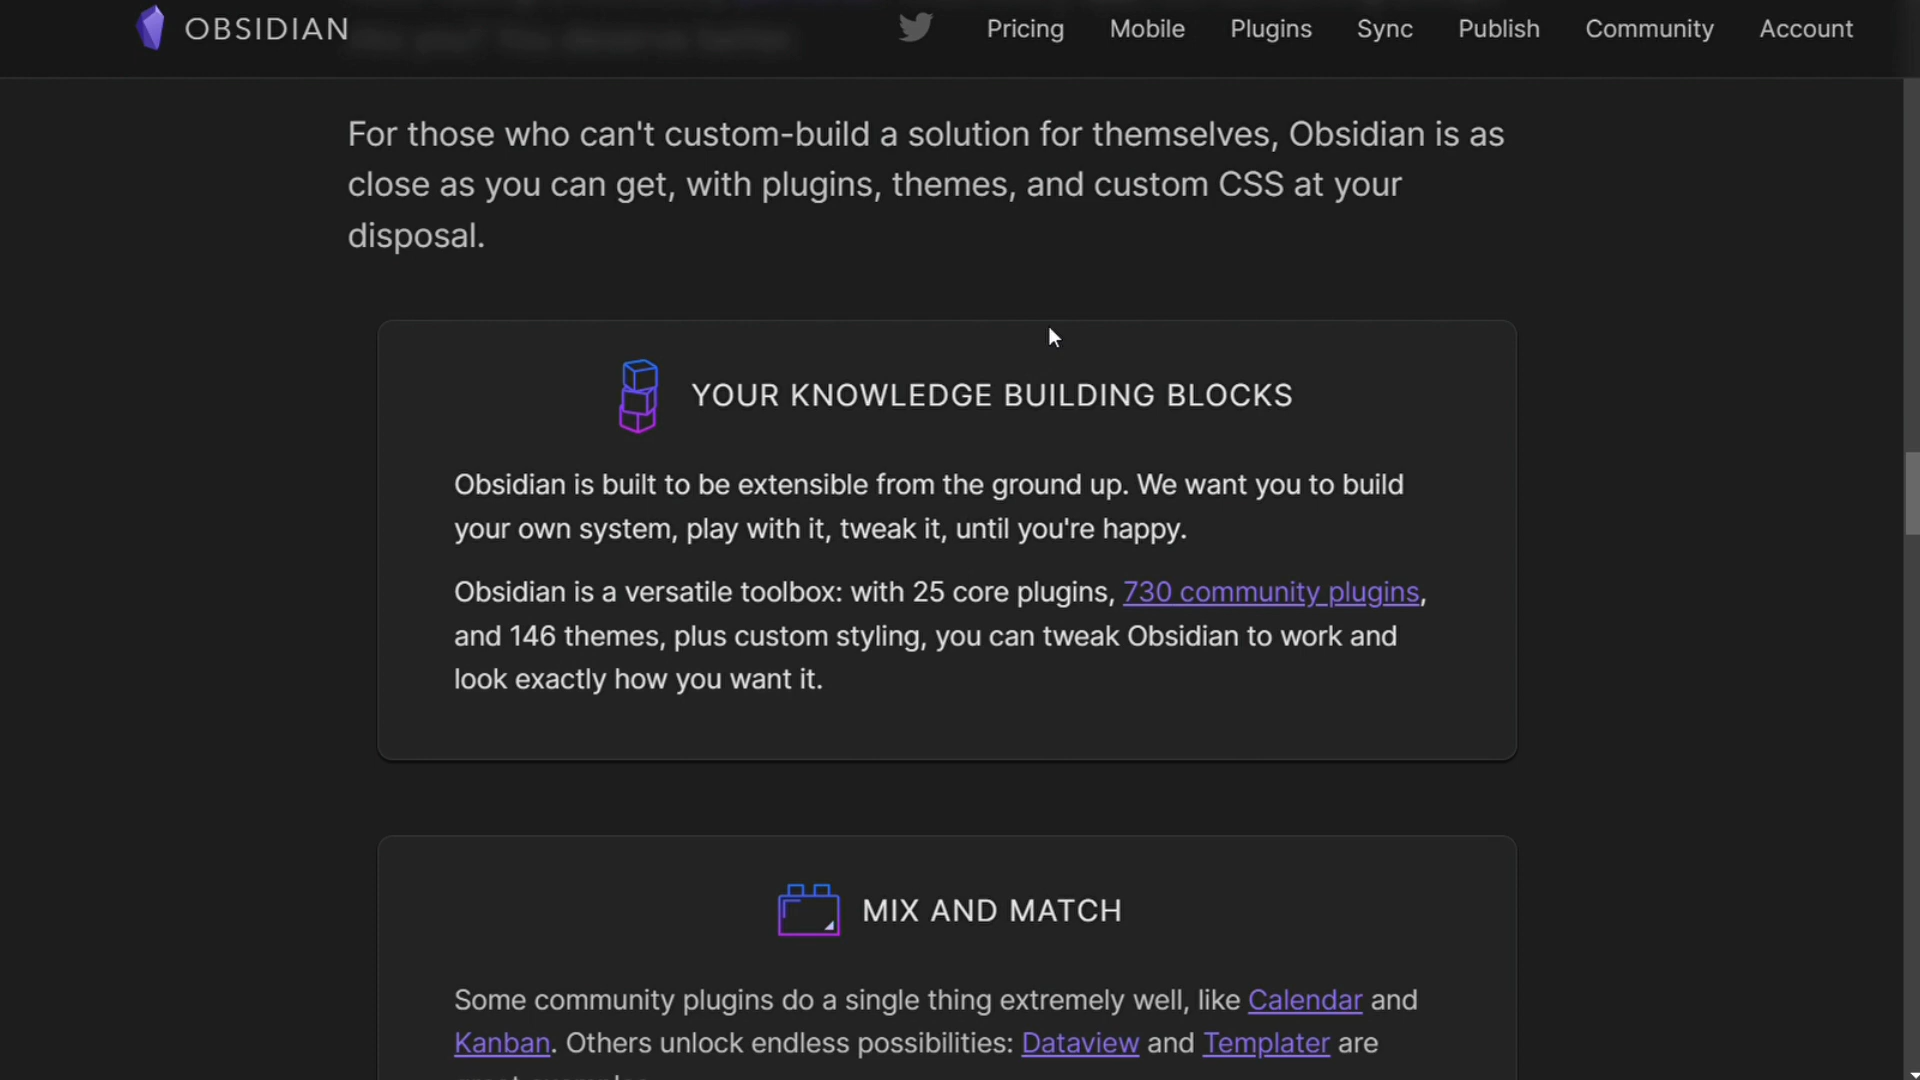 OBSIDIAN
Pricing Mobile Plugins Sync Publish Community Account
For those who can't custom-build a solution for themselves, Obsidian is as
close as you can get, with plugins, themes, and custom CSS at your
disposal.
YOUR KNOWLEDGE BUILDING BLOCKS
Obsidian is built to be extensible from the ground up. We want you to build
your own system, play with it, tweak it, until you're happy.
Obsidian is a versatile toolbox: with 25 core plugins, 730 community plugins,
and 146 themes, plus custom styling, you can tweak Obsidian to work and
look exactly how you want it.
MIX AND MATCH
Some community plugins do a single thing extremely well, like Calendar and
Kanban. Others unlock endless possibilities: Dataview and Templater are